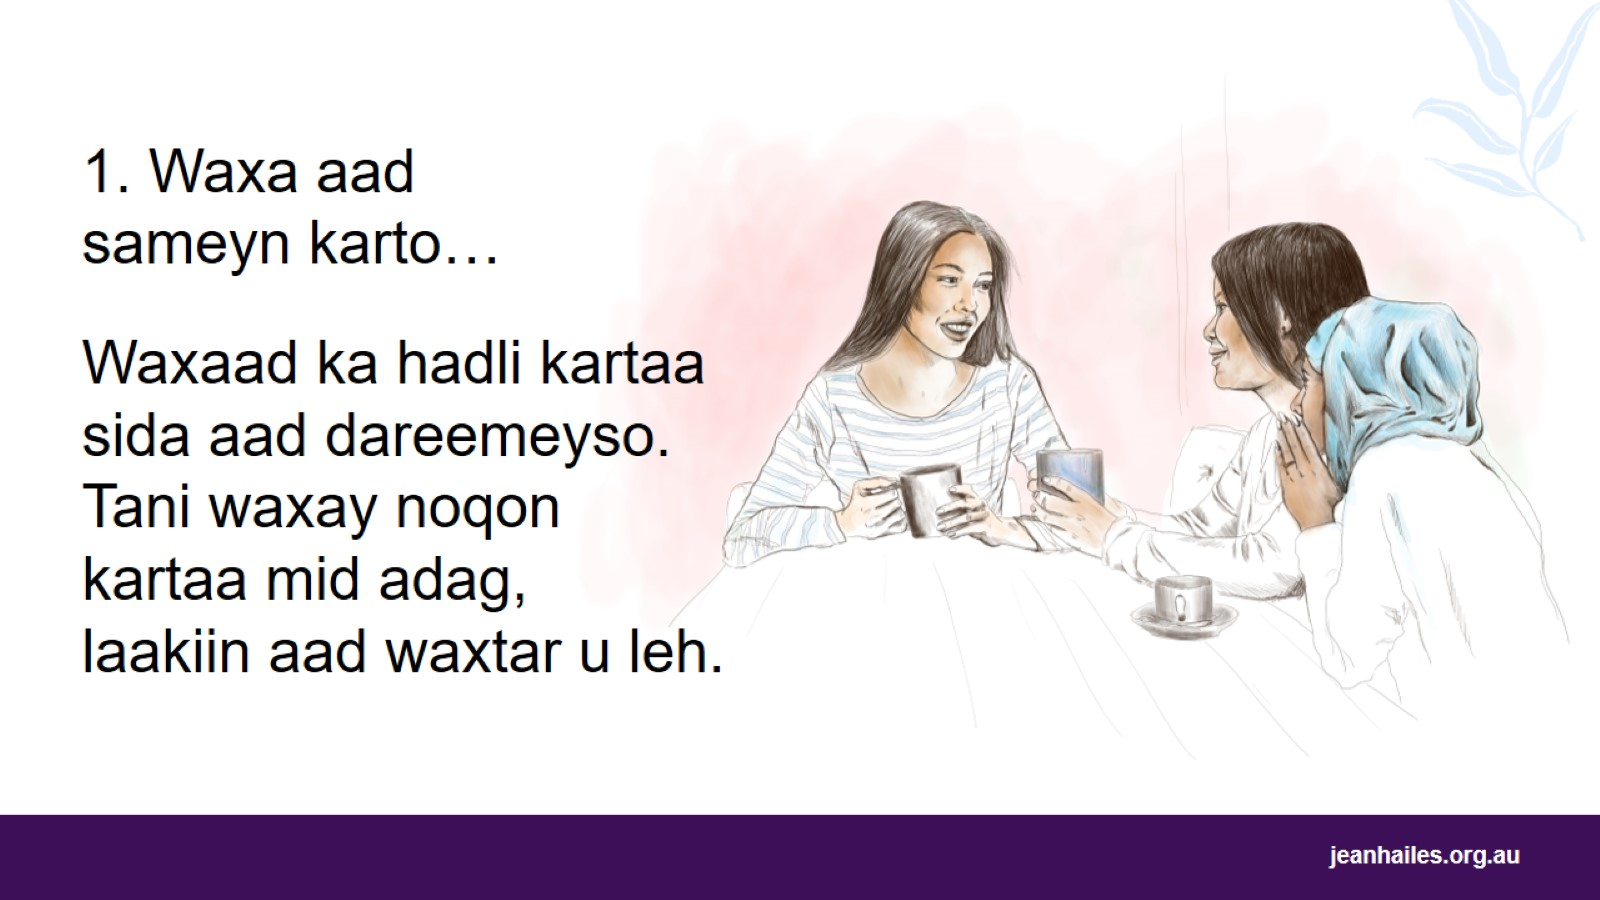 1. Waxa aad
sameyn karto…
Waxaad ka hadli kartaa
sida aad dareemeyso.
Tani waxay noqon
kartaa mid adag,
laakiin aad waxtar u leh.
jeanhailes.org.au